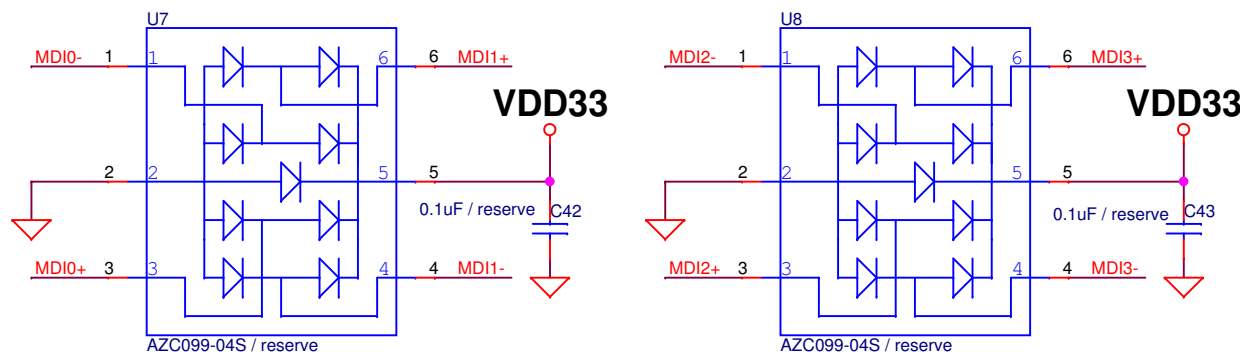 U7
MDI0- 1 1 6 6 MDI1+
VDD33
2 2 5 5
0.1uF / reserve C42
MDI0+ 3 3 4 4 MDI1-
AZC099-04S / reserve
U8
MDI2- 1 1 6 6 MDI3+
VDD33
2 2 5 5
0.1uF / reserve C43
MDI2+ 3 3 4 4 MDI3-
AZC099-04S / reserve